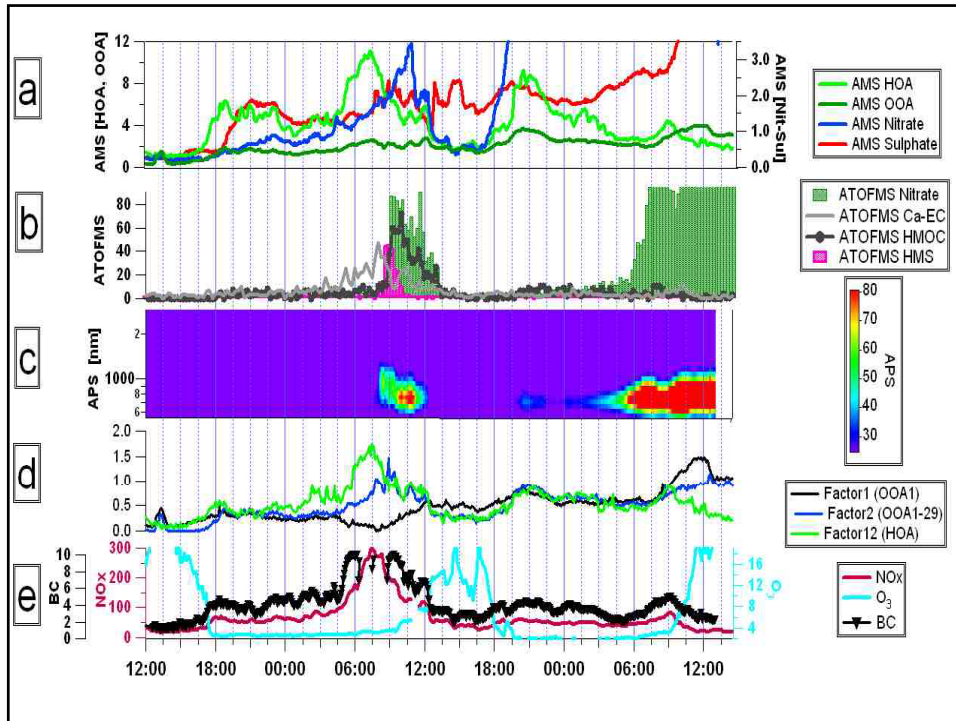 a
AMS [HOA, OOA]
12
8
4
0
3.0
2.0
1.0
0.0
AMS [Nit-Sul]
AMS HOA
AMS OOA
AMS Nitrate
AMS Sulphate
b
ATOFMS
80
60
40
20
0
ATOFMS Nitrate
ATOFMS Ca-EC
ATOFMS HMOC
ATOFMS HMS
c
APS [nm]
2
1000
8
6
80
70
60
50
40
30
APS
d
2.0
1.5
1.0
0.5
0.0
Factor1 (OOA1)
Factor2 (OOA1-29)
Factor12 (HOA)
e
BC
10
8
6
4
2
0
NOx
300
200
100
0
16
12
8
4
O3
NOx
O3
BC
12:00
18:00
00:00
06:00
12:00
18:00
00:00
06:00
12:00